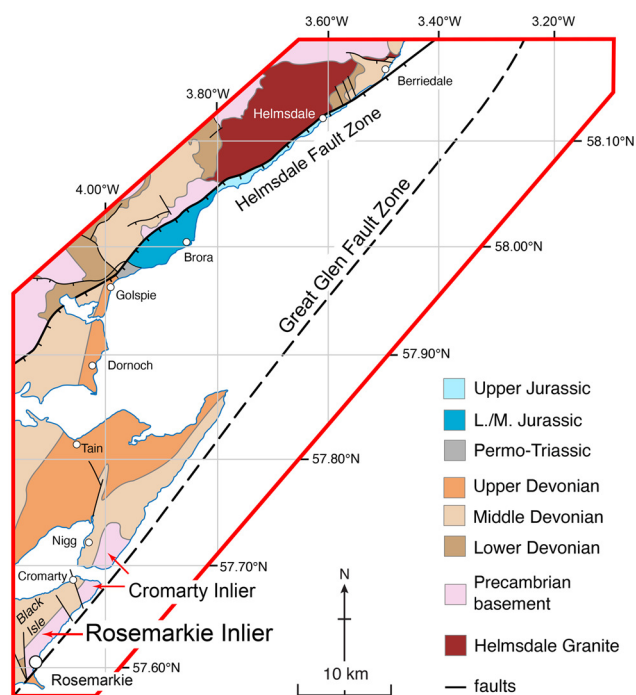 3.60°W
3.40°W
3.20°W
Berriedale
3.80°W
Helmsdale
58.10°N
Helmsdale Fault Zone
4.00°W
Brora
58.00°N
Great Glen Fault Zone
Golspie
57.90°N
Dornoch
Upper Jurassic
L./M. Jurassic
Permo-Triassic
Upper Devonian
Middle Devonian
Lower Devonian
Precambrian
basement
Helmsdale Granite
faults
Tain
57.80°N
Nigg
57.70°N
Cromarty
Cromarty Inlier
Black
Isle
Rosemarkie Inlier
N
10 km
57.60°N
Rosemarkie